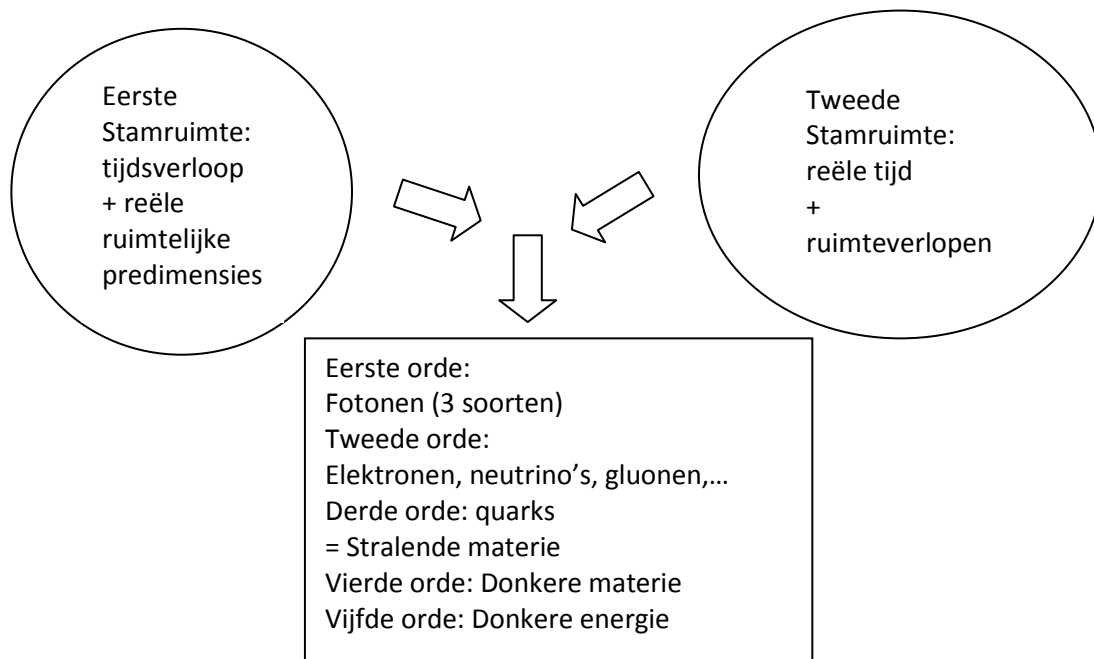 Eerste
Stamruimte:
tijdsverloop
+ reële
ruimtelijke
predimensies
Tweede
Stamruimte:
reële tijd
+
ruimteverlopen
Eerste orde:
Fotonen (3 soorten)
Tweede orde:
Elektronen, neutrino’s, gluonen,…
Derde orde: quarks
= Stralende materie
Vierde orde: Donkere materie
Vijfde orde: Donkere energie